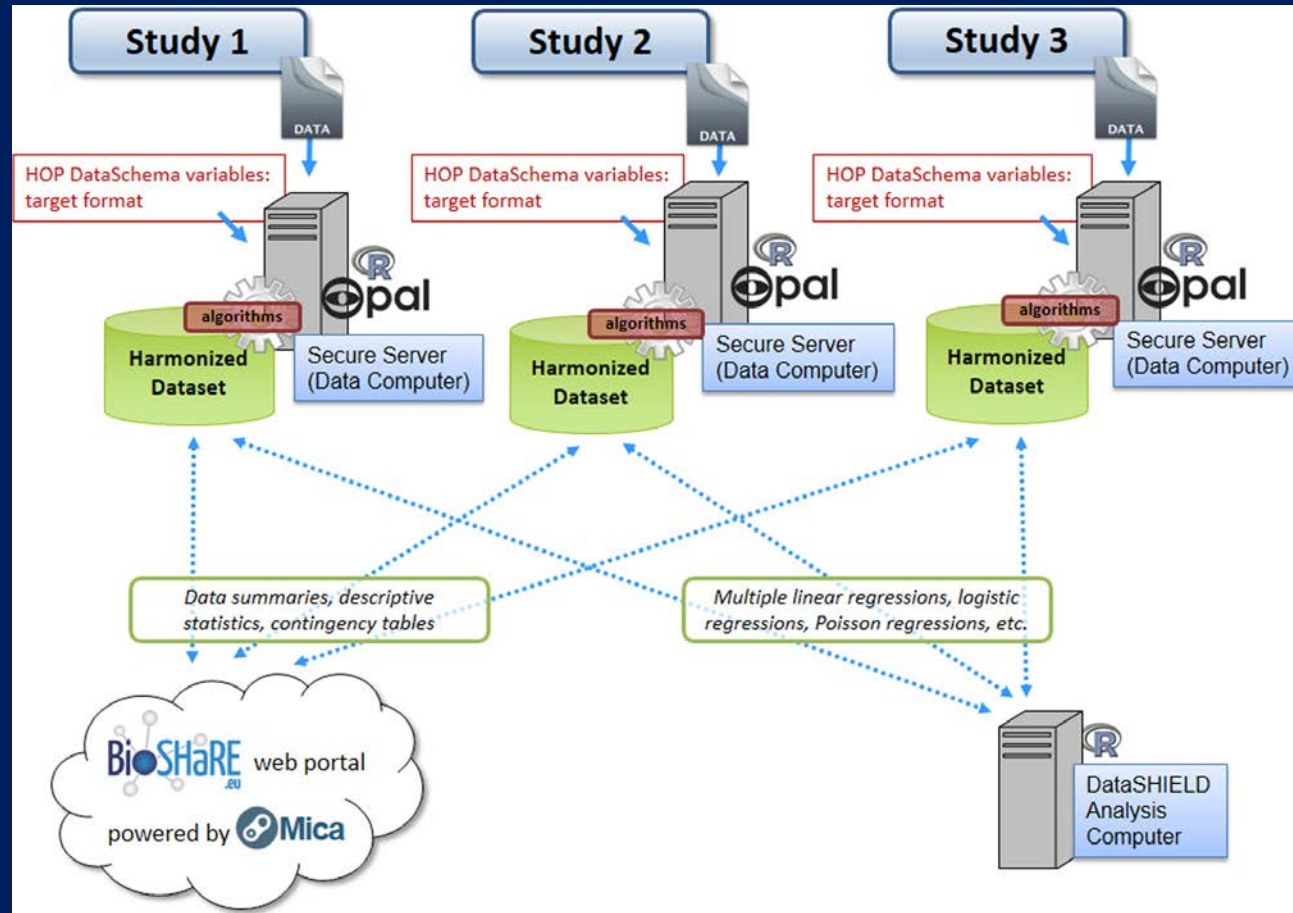 Study 1
Study 2
Study 3
DATA
DATA
DATA
HOP DataSchema variables:
target format
HOP DataSchema variables:
target format
HOP DataSchema variables:
target format
R
Opal
R
Opal
R
Opal
algorithms
Harmonized
Dataset
Secure Server
(Data Computer)
algorithms
Harmonized
Dataset
Secure Server
(Data Computer)
algorithms
Harmonized
Dataset
Secure Server
(Data Computer)
Data summaries, descriptive
statistics, contingency tables
Multiple linear regressions, logistic
regressions, Poisson regressions, etc.
BioSHaRE.eu web portal
powered by Mica
R
DataSHIELD
Analysis
Computer